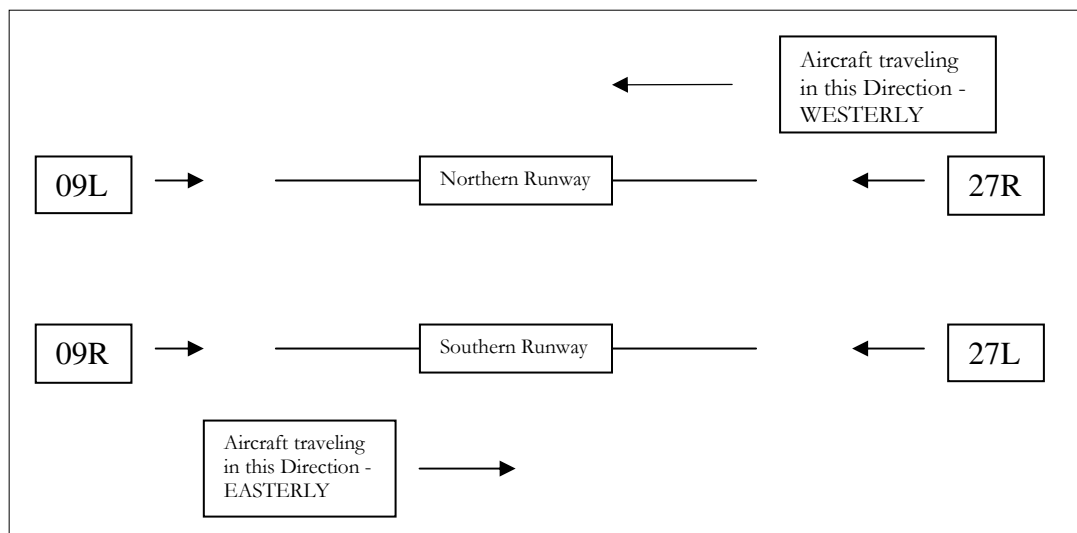 Aircraft traveling
in this Direction -
WESTERLY
09L
Northern Runway
27R
09R
Southern Runway
27L
Aircraft traveling
in this Direction -
EASTERLY